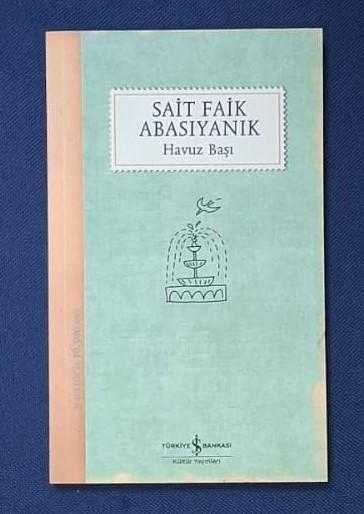 SAİT FAİK
ABASIYANIK
Havuz Başı
TÜRKİYE İŞ BANKASI
Kültür Yayınları